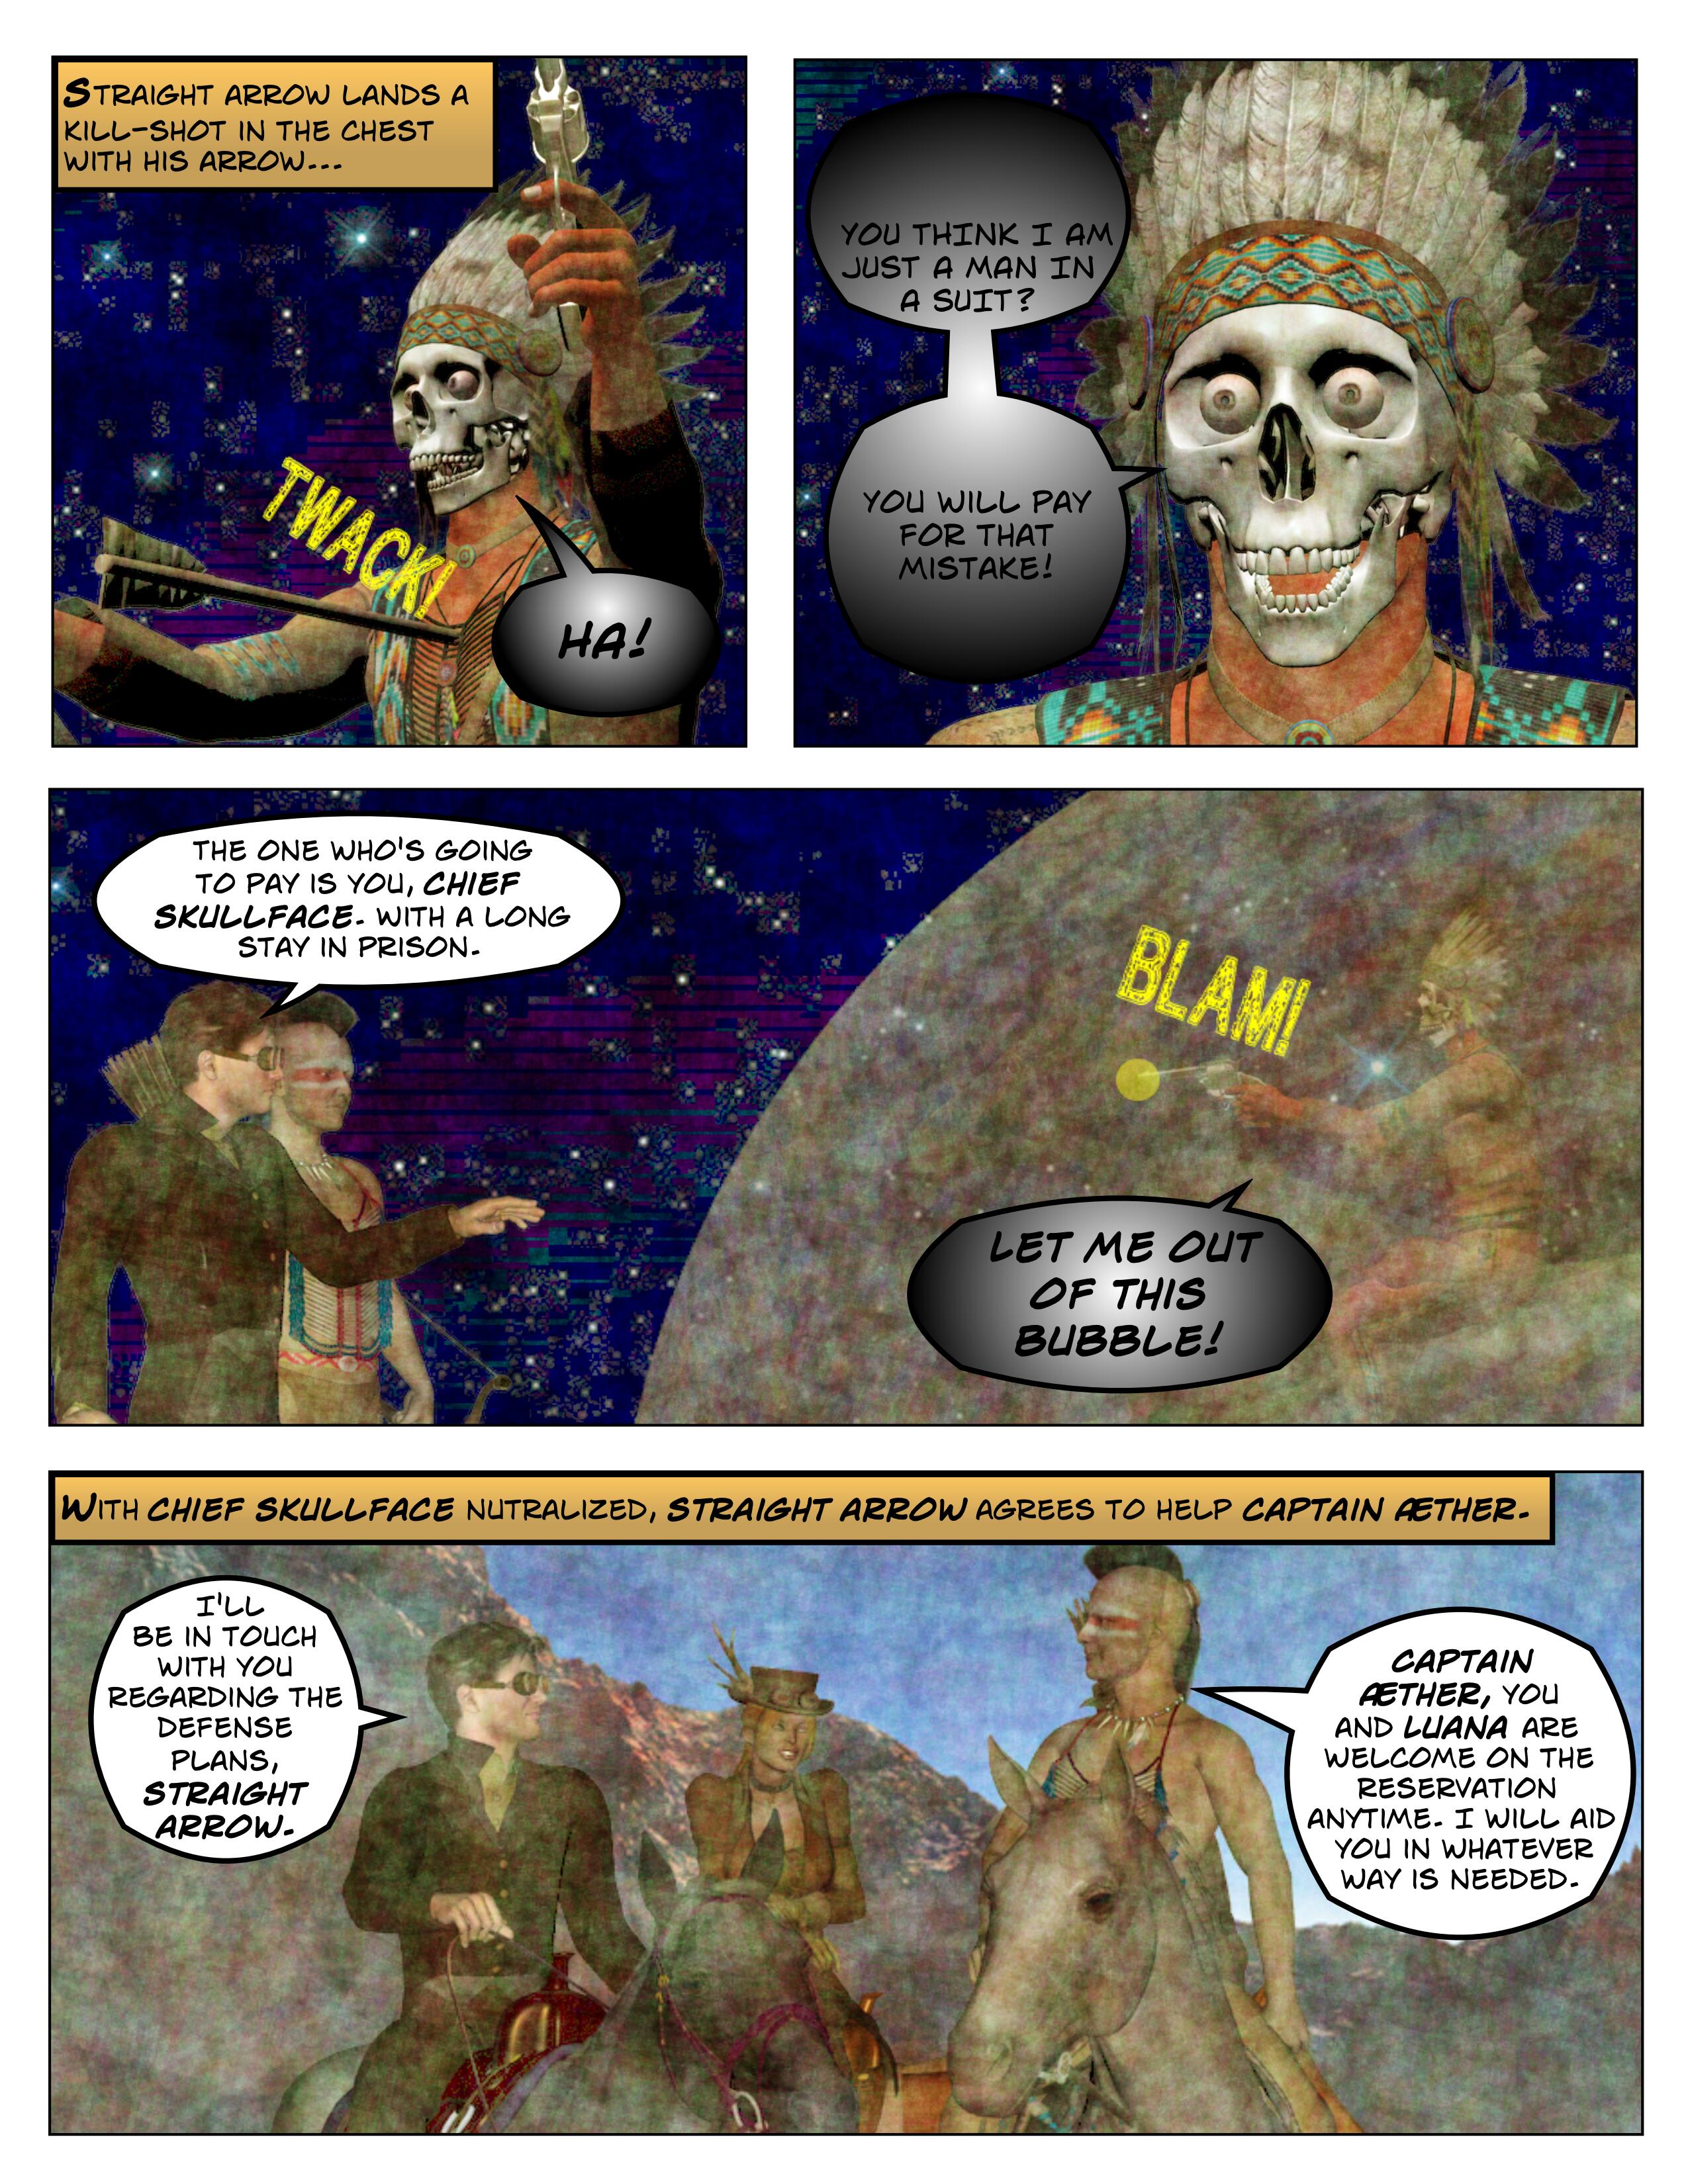 STRAIGHT ARROW LANDS A
KILL-SHOT IN THE CHEST
WITH HIS ARROW...
TWACK!
HA!
YOU THINK I AM
JUST A MAN IN
A SUIT?
YOU WILL PAY
FOR THAT
MISTAKE!
THE ONE WHO'S GOING
TO PAY IS YOU, CHIEF
SKULLFACE. WITH A LONG
STAY IN PRISON.
BLAM!
LET ME OUT
OF THIS
BUBBLE!
WITH CHIEF SKULLFACE NUTRALIZED, STRAIGHT ARROW AGREES TO HELP CAPTAIN ÆTHER.
I'LL
BE IN TOUCH
WITH YOU
REGARDING THE
DEFENSE
PLANS,
STRAIGHT
ARROW.
CAPTAIN
ÆTHER, YOU
AND LUANA ARE
WELCOME ON THE
RESERVATION
ANYTIME. I WILL AID
YOU IN WHATEVER
WAY IS NEEDED.